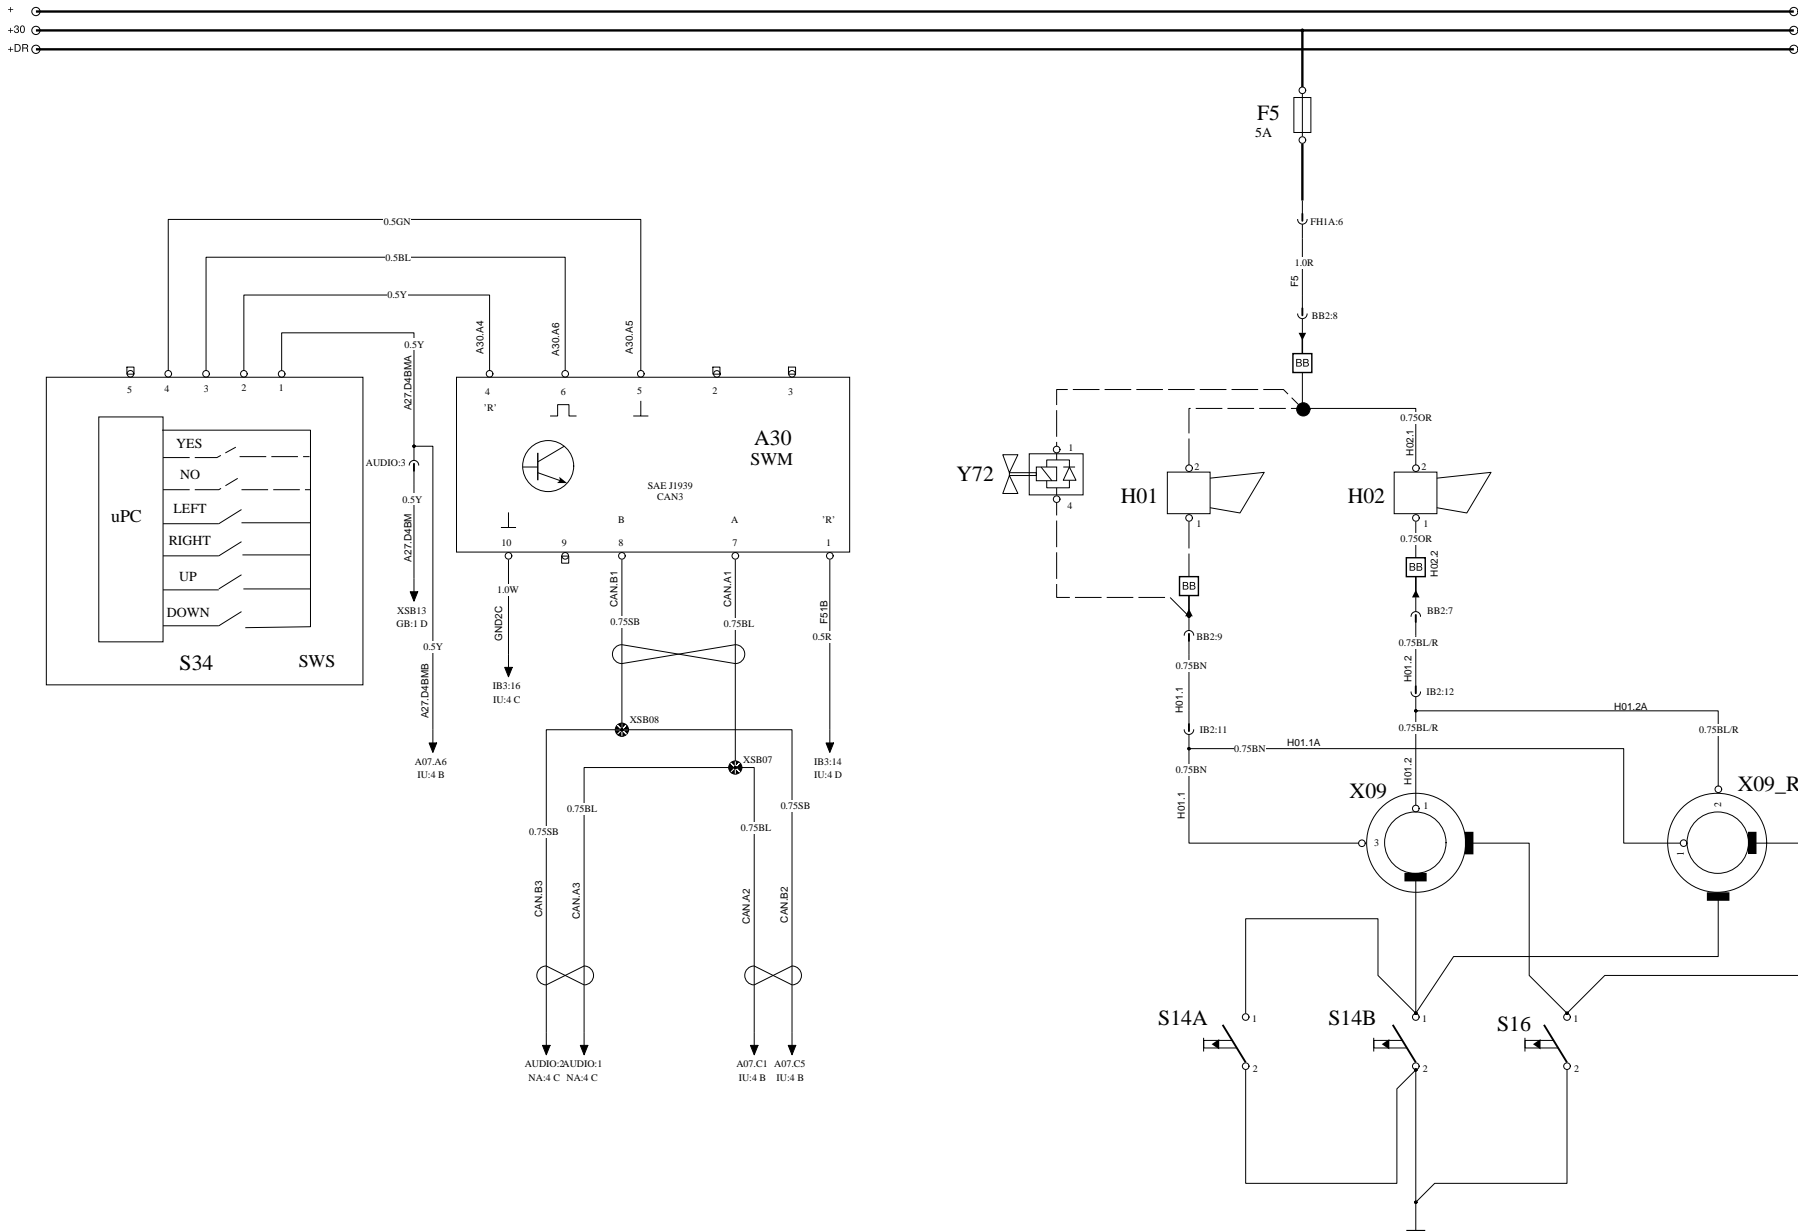 +
+30
+DR
F5
5A
FH1A:6
1.0R
F5
BB2:8
BB
0.5GN
0.5BL
0.5Y
0.5Y
A30.A4
A30.A6
A30.A5
A27.D4BMA
5
4
3
2
1
4
6
5
2
3
'R'
uPC
YES
NO
LEFT
RIGHT
UP
DOWN
S34
SWS
AUDIO:3
0.5Y
A27.D4BM
XSB13
GB:1 D
0.5Y
A27.D4BMB
A07.A6
IU:4 B
A30
SWM
SAE J1939
CAN3
B
A
'R'
10
9
8
7
1
1.0W
GND2C
IB3:16
IU:4 C
CAN.B1
0.75SB
CAN.A1
0.75BL
F51B
0.5R
IB3:14
IU:4 D
XSB08
XSB07
0.75SB
0.75BL
0.75BL
0.75SB
CAN.B3
CAN.A3
CAN.A2
CAN.B2
AUDIO:2
NA:4 C
AUDIO:1
NA:4 C
A07.C1
IU:4 B
A07.C5
IU:4 B
Y72
1
4
H01
2
1
BB
BB2:9
0.75BN
H01.1
IB2:11
0.75BN
H01.1
0.75BN
H01.1A
0.75OR
H02.1
H02
2
1
0.75OR
H02.2
BB
BB2:7
0.75BL/R
H01.2
IB2:12
H01.2A
0.75BL/R
0.75BL/R
H01.2
X09
1
3
X09_R
2
1
S14A
1
2
S14B
1
2
S16
1
2